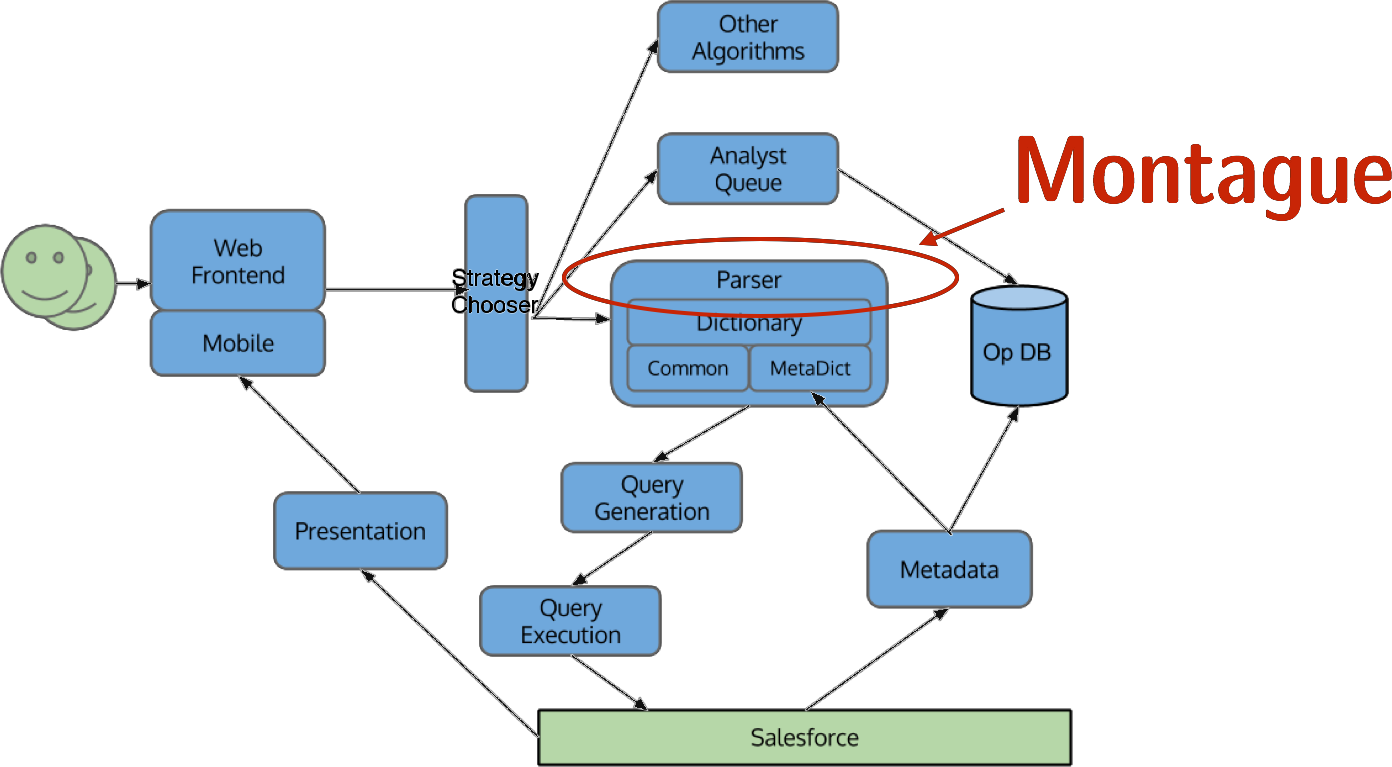 Other
Algorithms
Analyst
Queue
Montague
Web
Frontend
Mobile
Strategy
Chooser
Parser
Dictionary
Common
MetaDict
Op DB
Query
Generation
Presentation
Metadata
Query
Execution
Salesforce